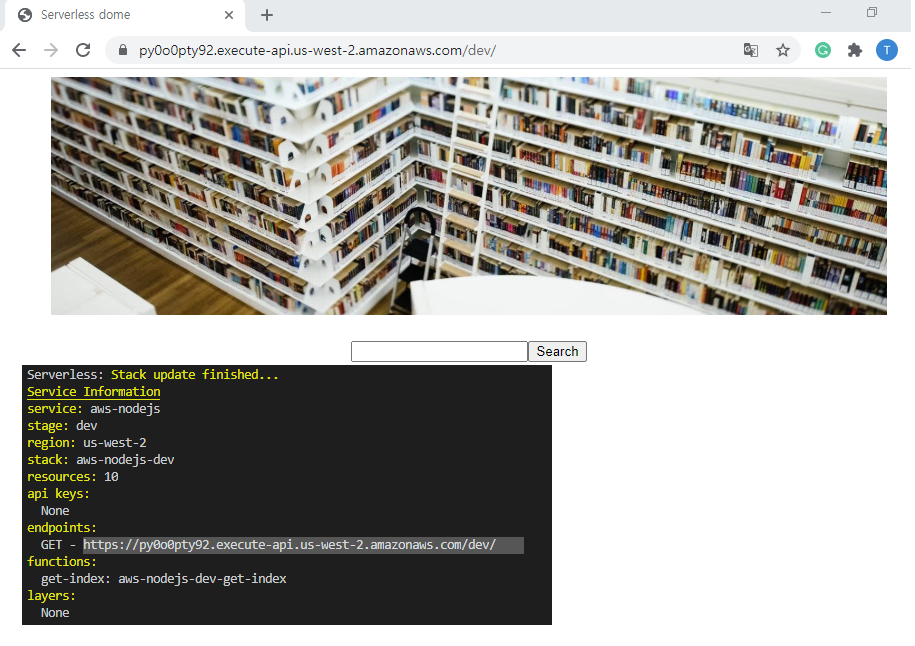 Serverless dome
py0o0pty92.execute-api.us-west-2.amazonaws.com/dev/
T
Search
Serverless: Stack update finished...
Service Information
service: aws-nodejs
stage: dev
region: us-west-2
stack: aws-nodejs-dev
resources: 10
api keys:
None
endpoints:
GET - https://py0o0pty92.execute-api.us-west-2.amazonaws.com/dev/
functions:
get-index: aws-nodejs-dev-get-index
layers:
None